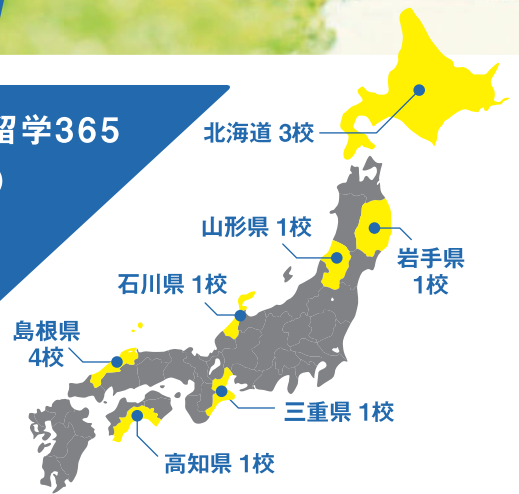 留学365
)
北海道 3校
山形県 1校
岩手県
1校
石川県 1校
島根県
4校
三重県 1校
高知県 1校